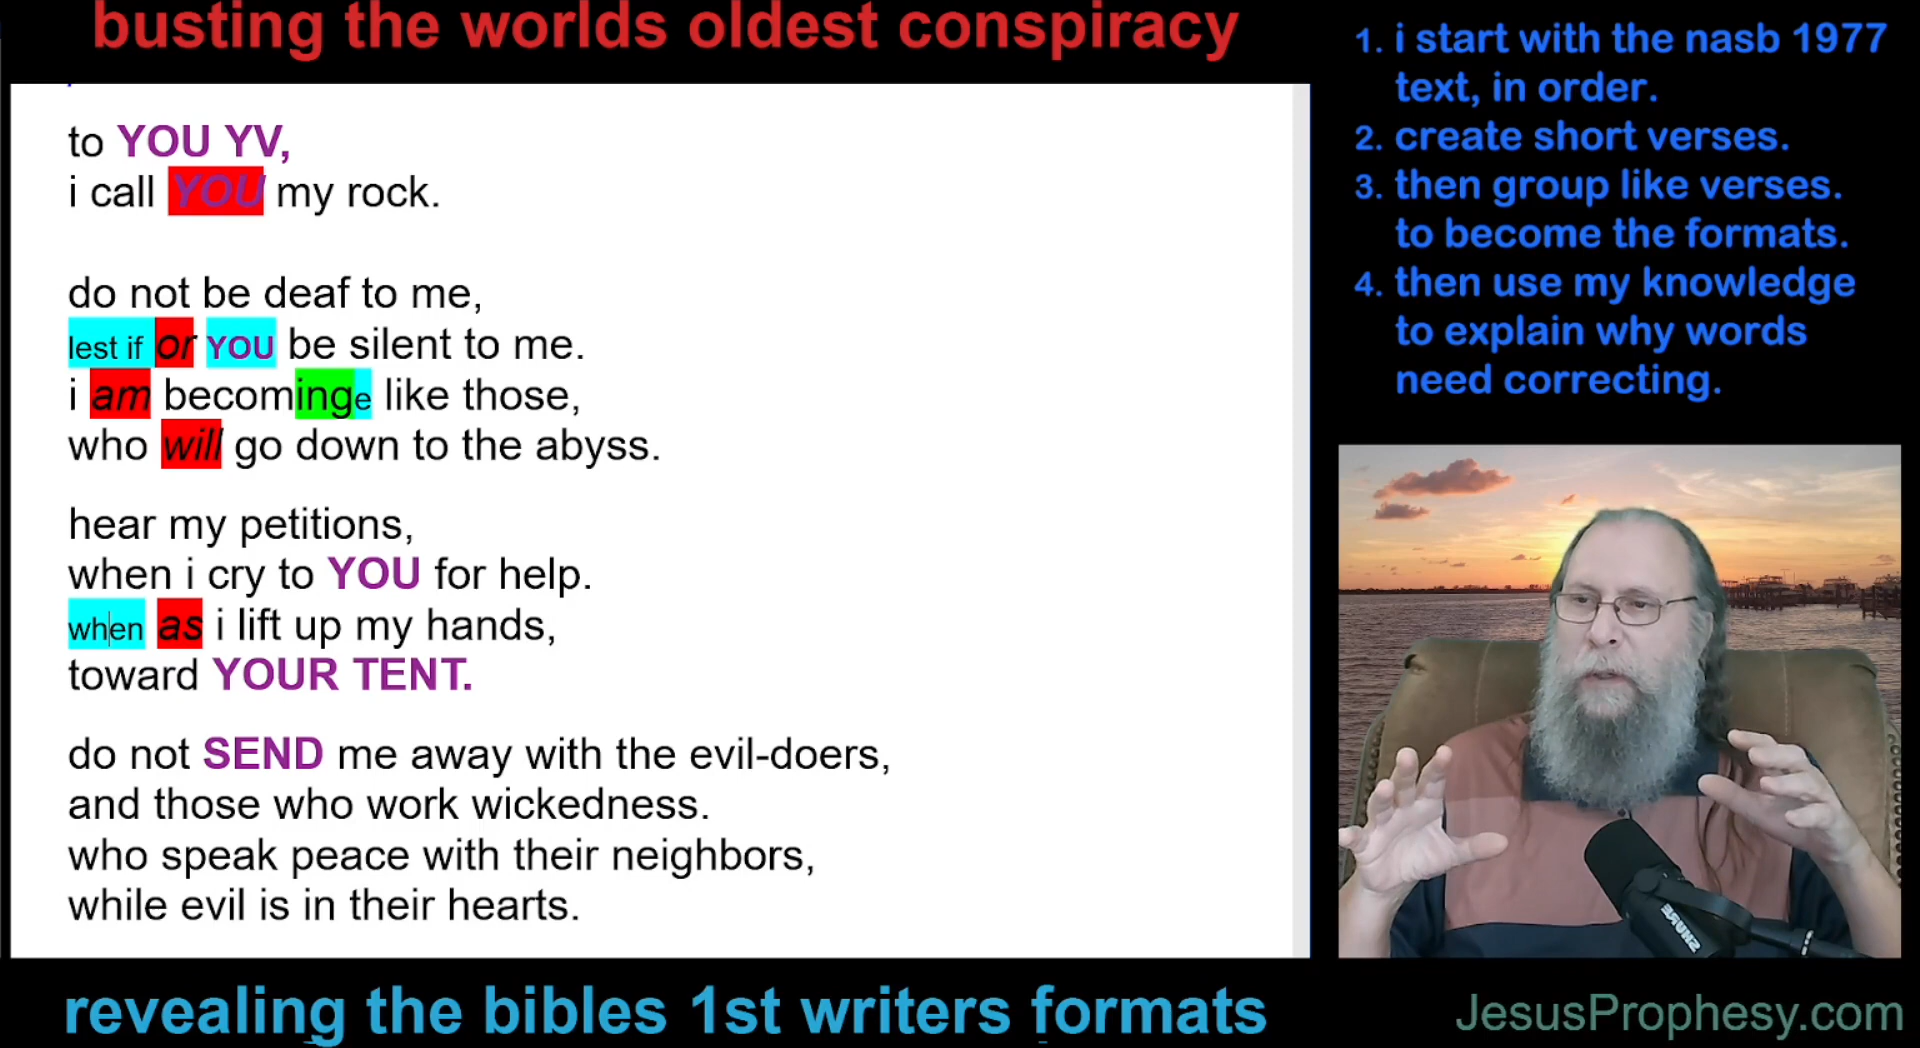 busting the worlds oldest conspiracy
to YOU YV,
i call YOU my rock.
do not be deaf to me,
lest if or YOU be silent to me.
i am becominge like those,
who will go down to the abyss.
hear my petitions,
when i cry to YOU for help.
when as i lift up my hands,
toward YOUR TENT.
do not SEND me away with the evil-doers,
and those who work wickedness.
who speak peace with their neighbors,
while evil is in their hearts.
revealing the bibles 1st writers formats
1. i start with the nasb 1977
text, in order.
2. create short verses.
3. then group like verses.
to become the formats.
4. then use my knowledge
to explain why words
need correcting.
SHURE
JesusProphesy.com